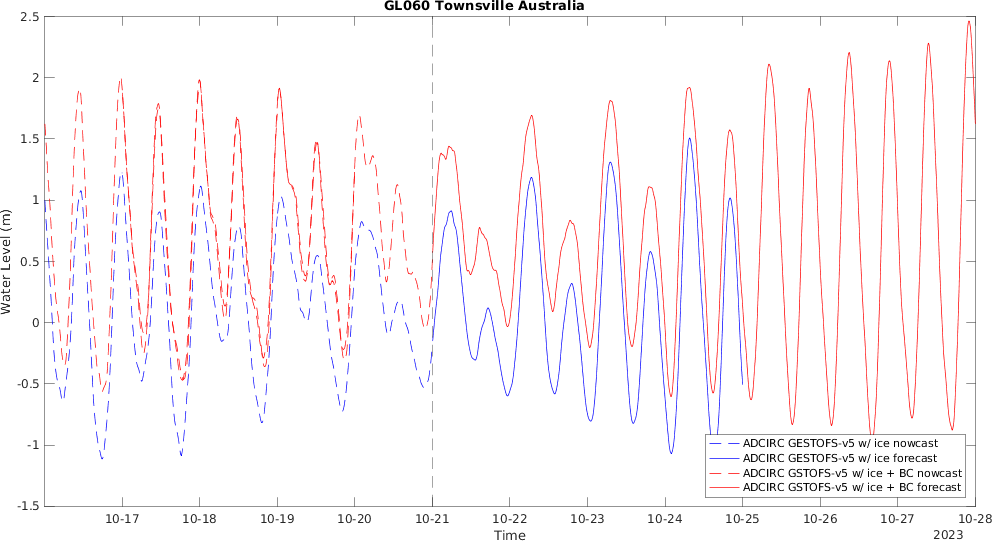 GL060 Townsville Australia
2.5
2
1.5
1
0.5
0
-0.5
-1
-1.5
Water Level (m)
ADCIRC GESTOFS-v5 w/ ice nowcast
ADCIRC GESTOFS-v5 w/ ice forecast
ADCIRC GSTOFS-v5 w/ ice + BC nowcast
ADCIRC GSTOFS-v5 w/ ice + BC forecast
10-17 10-18 10-19 10-20 10-21 10-22 10-23 10-24 10-25 10-26 10-27 10-28
Time
2023